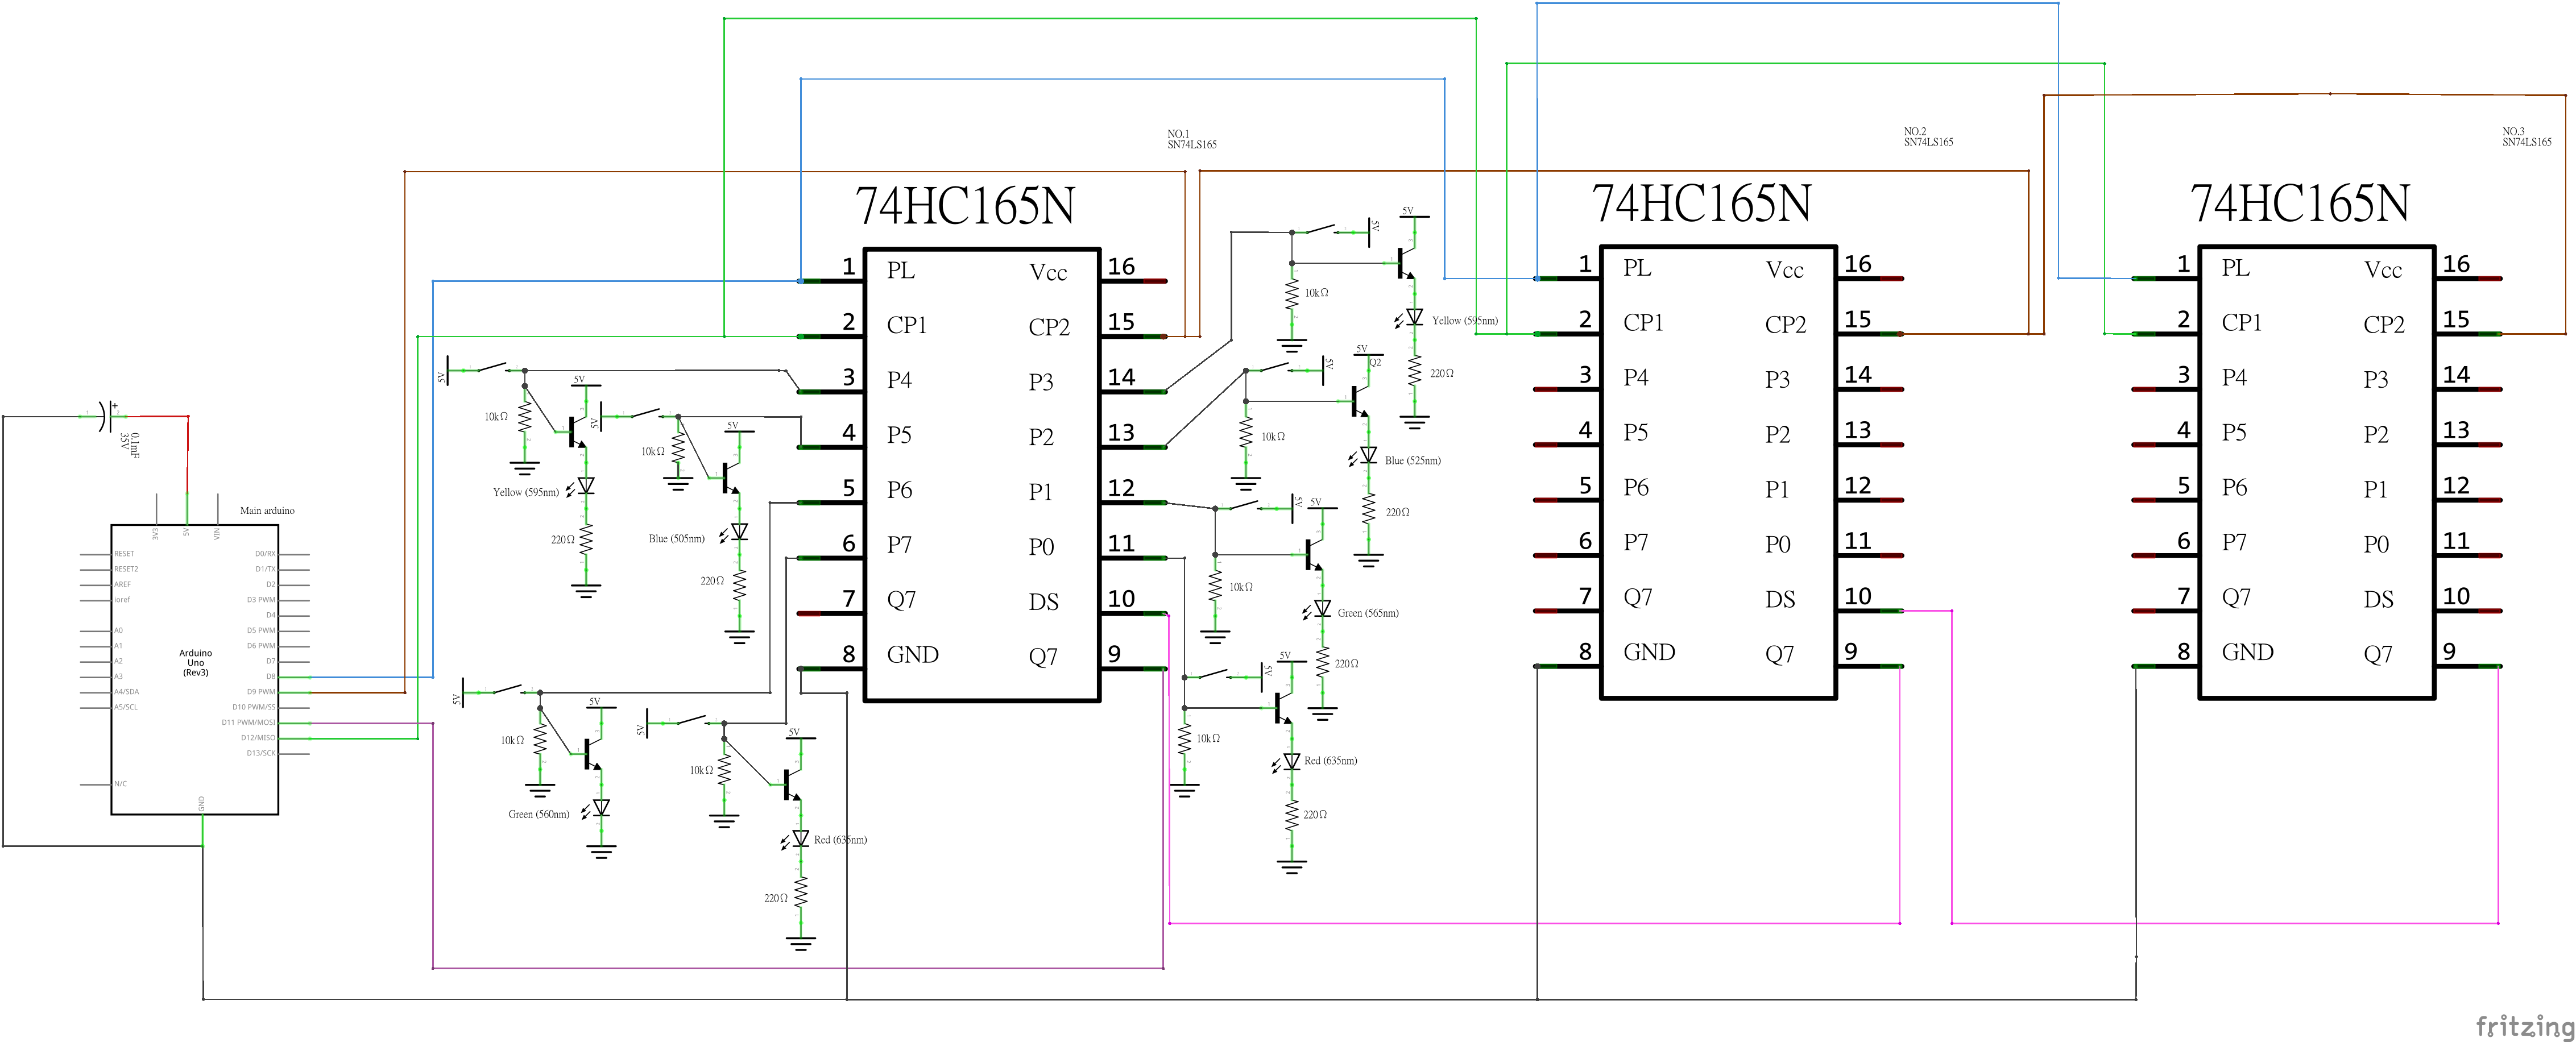 NO.1
SN74LS165
NO.2
SN74LS165
NO.3
SN74LS165
74HC165N
74HC165N
74HC165N
0.1mF
35V
+
Main arduino
3V3
5V
VIN
RESET
RESET2
AREF
ioref
A0
A1
A2
A3
A4/SDA
A5/SCL
N/C
Arduino
Uno
(Rev3)
D0/RX
D1/TX
D2
D3 PWM
D4
D5 PWM
D6 PWM
D7
D8
D9 PWM
D10 PWM/SS
D11 PWM/MOSI
D12/MISO
D13/SCK
GND
5V
10kΩ
5V
Yellow (595nm)
220Ω
5V
10kΩ
5V
Blue (505nm)
220Ω
5V
10kΩ
5V
Green (560nm)
5V
10kΩ
5V
Red (635nm)
220Ω
1 PL Vcc 16
2 CP1 CP2 15
3 P4 P3 14
4 P5 P2 13
5 P6 P1 12
6 P7 P0 11
7 Q7 DS 10
8 GND Q7 9
5V
5V
10kΩ
Yellow (595nm)
220Ω
5V
5V
Q2
10kΩ
Blue (525nm)
220Ω
5V
5V
10kΩ
Green (565nm)
220Ω
5V
5V
10kΩ
Red (635nm)
220Ω
1 PL Vcc 16
2 CP1 CP2 15
3 P4 P3 14
4 P5 P2 13
5 P6 P1 12
6 P7 P0 11
7 Q7 DS 10
8 GND Q7 9
1 PL Vcc 16
2 CP1 CP2 15
3 P4 P3 14
4 P5 P2 13
5 P6 P1 12
6 P7 P0 11
7 Q7 DS 10
8 GND Q7 9
fritzing